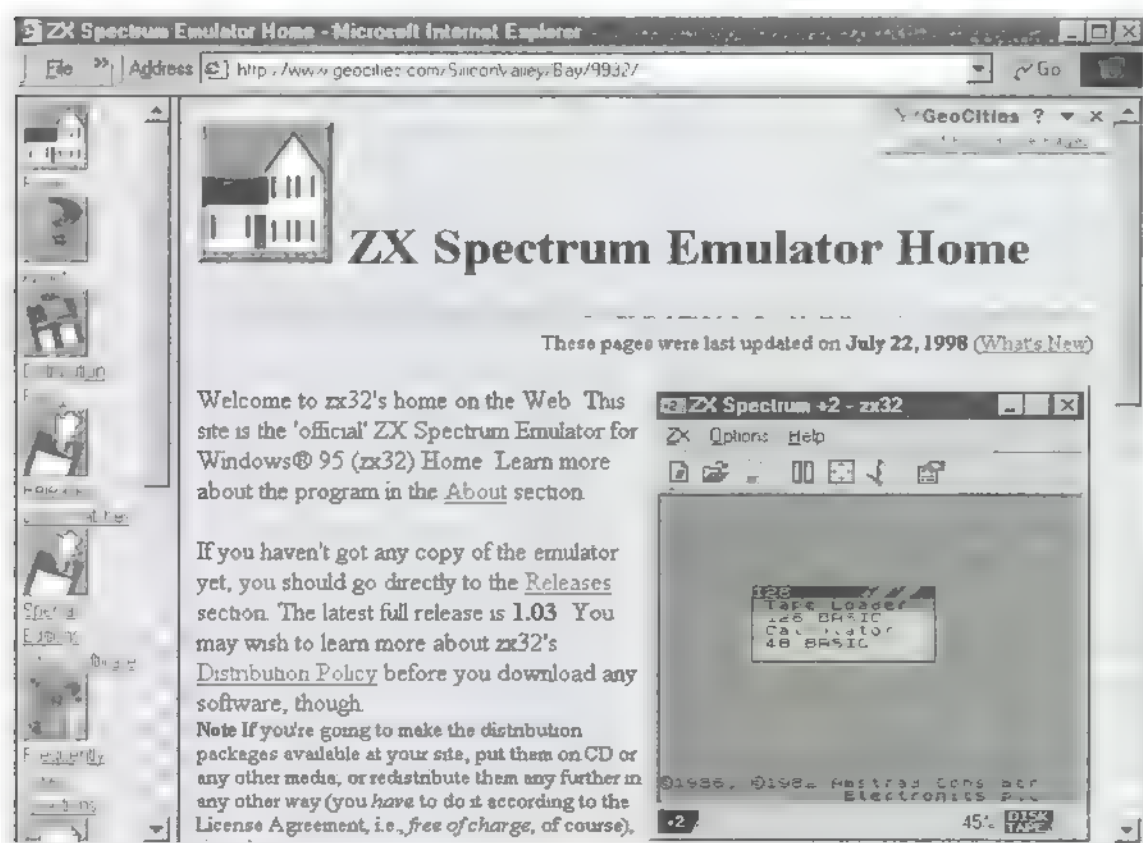 ZX Spectrum Emulator Home - Microsoft Internet Explorer
File » Address http://www.geocities.com/SiliconValley/Bay/9932/ Go
GeoCities ?
ZX Spectrum Emulator Home
These pages were last updated on July 22, 1998 (What's New)
Welcome to zx32's home on the Web This
site is the 'official' ZX Spectrum Emulator for
Windows® 95 (zx32) Home Learn more
about the program in the About section
If you haven't got any copy of the emulator
yet, you should go directly to the Releases
section. The latest full release is 1.03 You
may wish to learn more about zx32's
Distribution Policy before you download any
software, though
Note If you're going to make the distribution
packages available at your site, put them on CD or
any other media, or redistribute them any further in
any other way (you have to do it according to the
License Agreement, i.e., free of charge, of course),
ZX Spectrum +2 - zx32
ZX Options Help
128
Tape Loader
128 BASIC
Calculator
48 BASIC
©1986, Amstrad
Electronics
+2 DISK
TAPE
Distribution
Special
Editions
Frequently